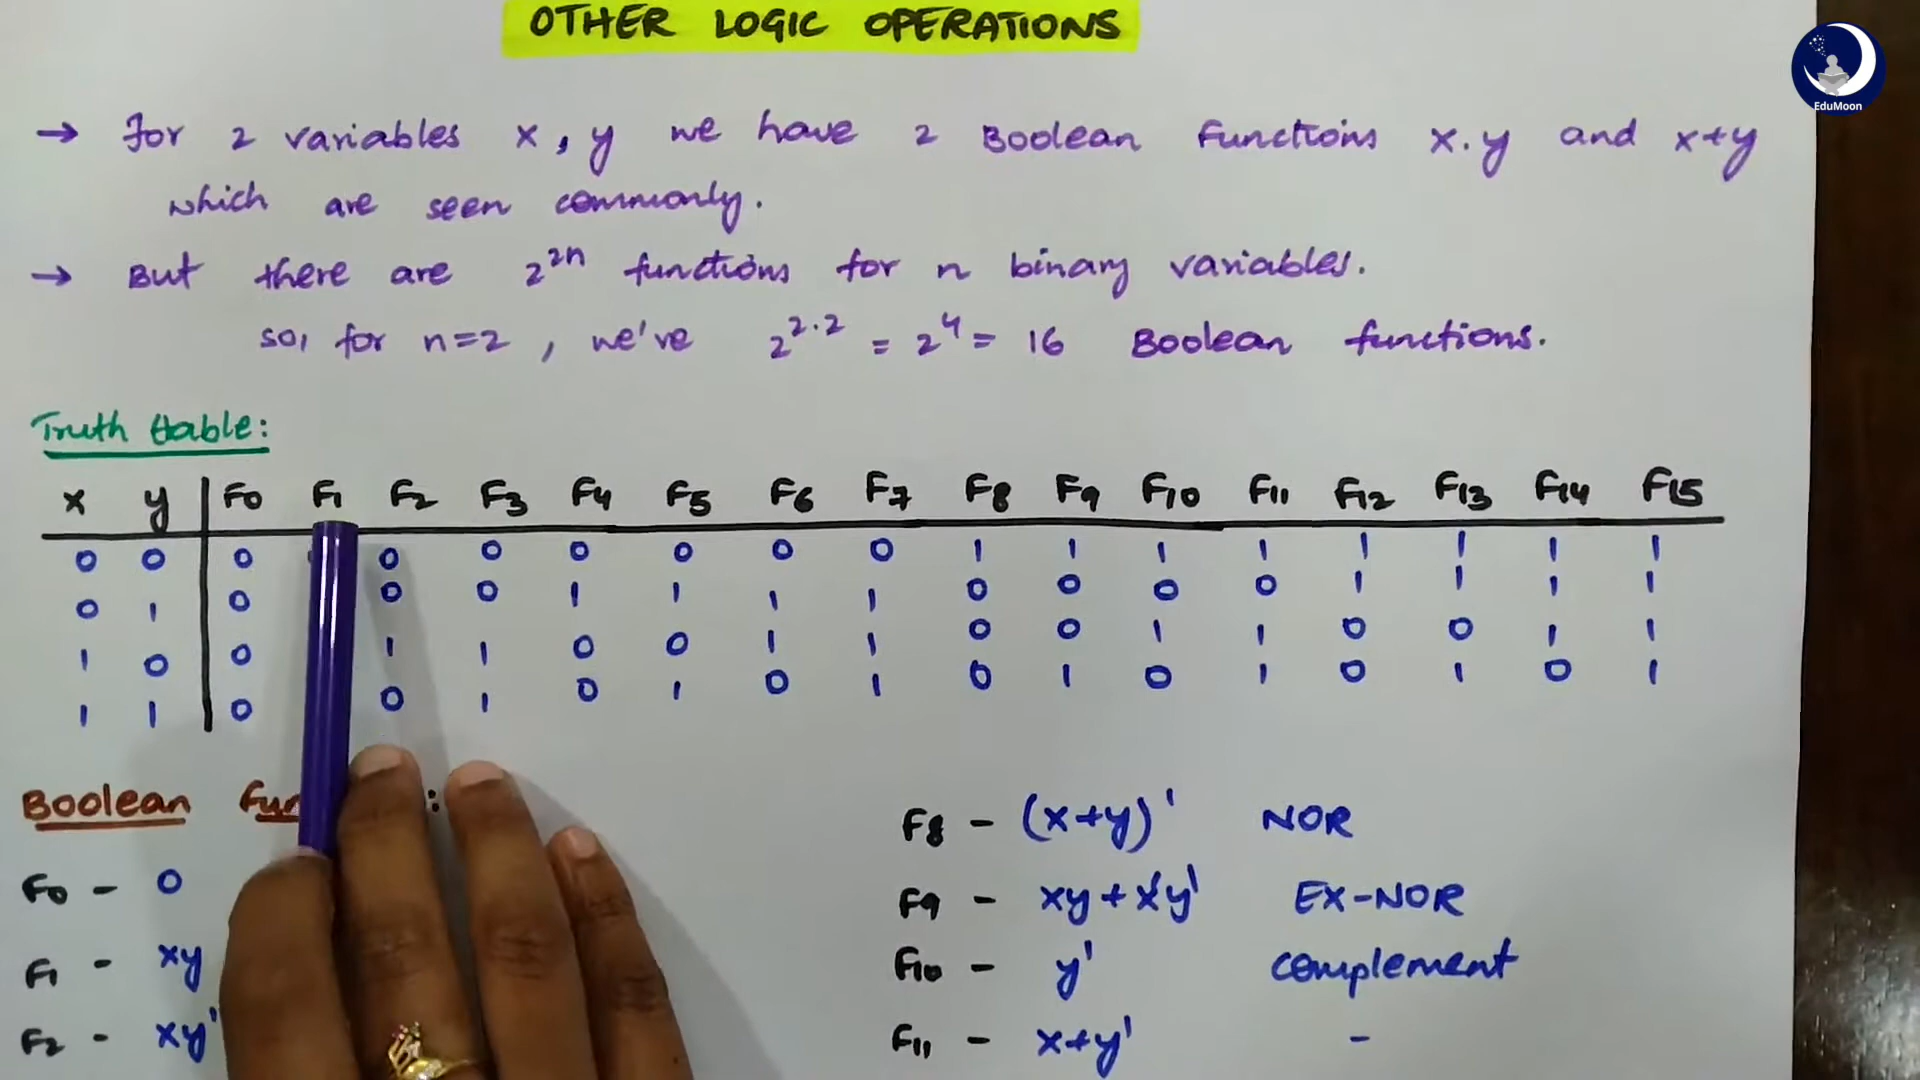 OTHER LOGIC OPERATIONS
EduMoon
→ For 2 variables x, y we have 2 Boolean Functions x.y and x+y
which are seen commonly.
→ But there are 2²ⁿ functions for n binary variables.
so, for n=2, we've 2²·² = 2⁴ = 16 Boolean functions.
Truth table:
x y F0 F1 F2 F3 F4 F5 F6 F7 F8 F9 F10 F11 F12 F13 F14 F15
0 0 0 0 0 0 0 0 0 1 1 1 1 1 1 1 1
0 1 0 0 0 1 1 1 1 0 0 0 0 1 1 1 1
1 0 0 1 1 0 0 1 1 0 0 1 1 0 0 1 1
1 1 0 0 1 0 1 0 1 0 1 0 1 0 1 0 1
Boolean :
F0 - 0
F1 - xy
F2 - xy'
F8 - (x+y)' NOR
F9 - xy + x'y' EX-NOR
F10 - y' complement
F11 - x+y' -